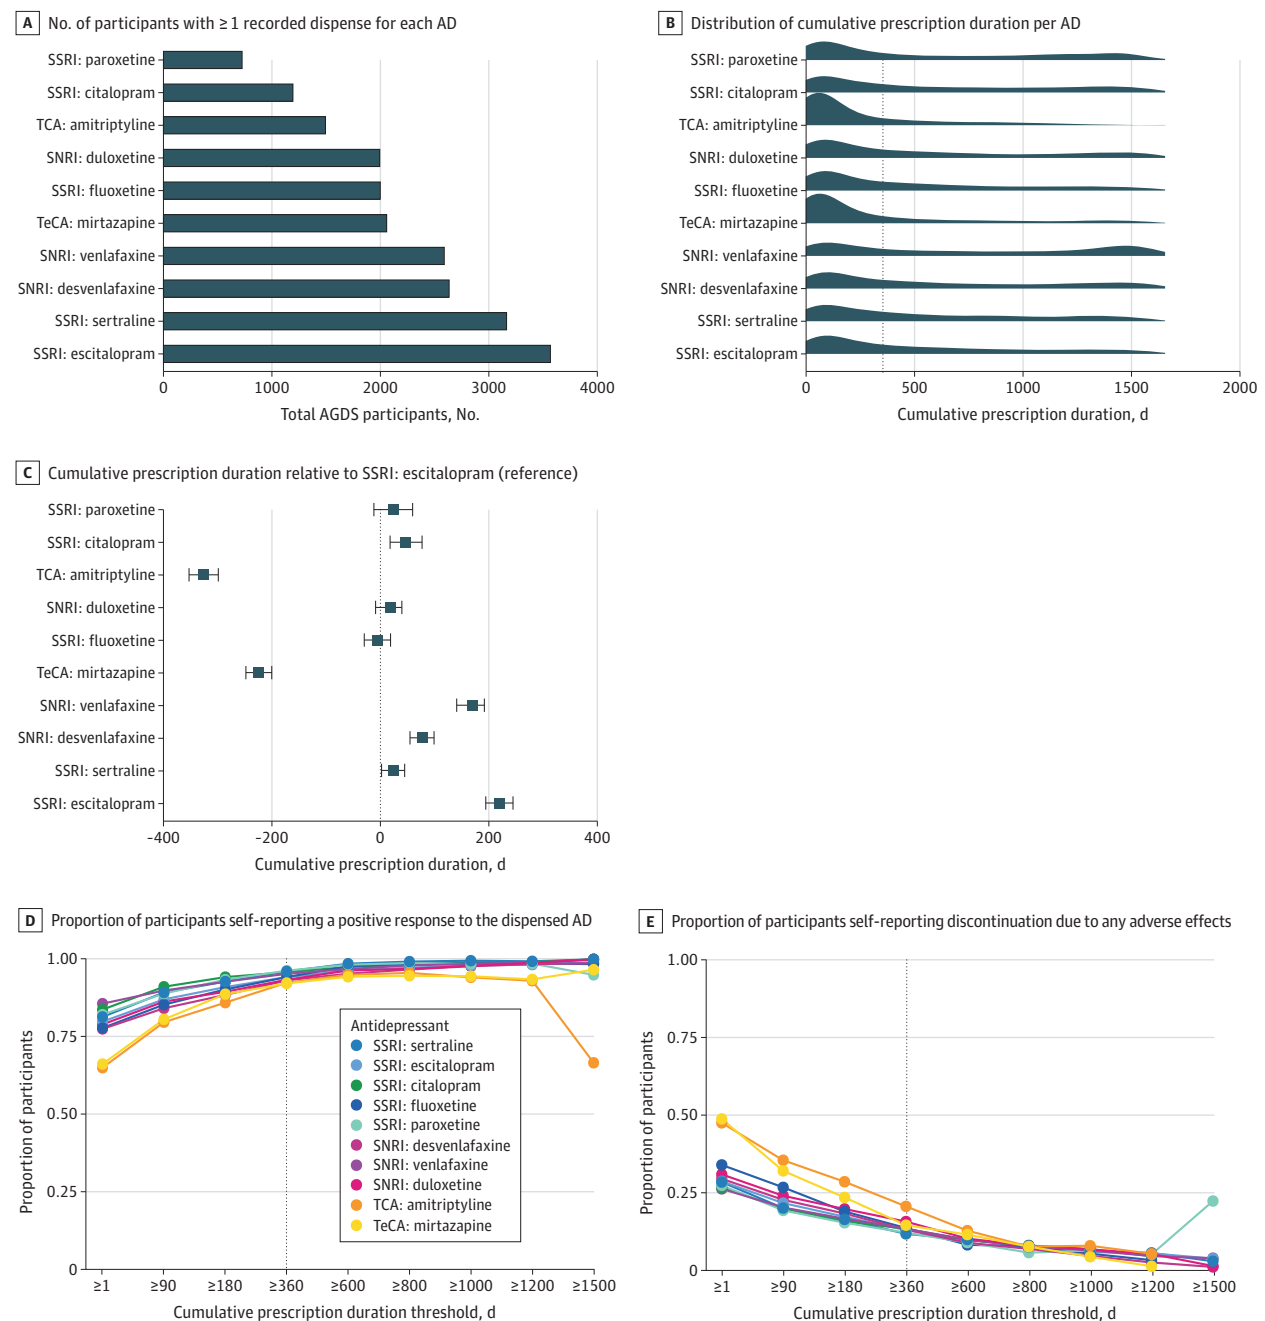 A No. of participants with ≥1 recorded dispense for each AD
SSRI: paroxetine
SSRI: citalopram
TCA: amitriptyline
SNRI: duloxetine
SSRI: fluoxetine
TeCA: mirtazapine
SNRI: venlafaxine
SNRI: desvenlafaxine
SSRI: sertraline
SSRI: escitalopram
0 1000 2000 3000 4000
Total AGDS participants, No.
B Distribution of cumulative prescription duration per AD
SSRI: paroxetine
SSRI: citalopram
TCA: amitriptyline
SNRI: duloxetine
SSRI: fluoxetine
TeCA: mirtazapine
SNRI: venlafaxine
SNRI: desvenlafaxine
SSRI: sertraline
SSRI: escitalopram
0 500 1000 1500 2000
Cumulative prescription duration, d
C Cumulative prescription duration relative to SSRI: escitalopram (reference)
SSRI: paroxetine
SSRI: citalopram
TCA: amitriptyline
SNRI: duloxetine
SSRI: fluoxetine
TeCA: mirtazapine
SNRI: venlafaxine
SNRI: desvenlafaxine
SSRI: sertraline
SSRI: escitalopram
-400 -200 0 200 400
Cumulative prescription duration, d
D Proportion of participants self-reporting a positive response to the dispensed AD
Proportion of participants
1.00
0.75
0.50
0.25
0
Antidepressant
SSRI: sertraline
SSRI: escitalopram
SSRI: citalopram
SSRI: fluoxetine
SSRI: paroxetine
SNRI: desvenlafaxine
SNRI: venlafaxine
SNRI: duloxetine
TCA: amitriptyline
TeCA: mirtazapine
≥1 ≥90 ≥180 ≥360 ≥600 ≥800 ≥1000 ≥1200 ≥1500
Cumulative prescription duration threshold, d
E Proportion of participants self-reporting discontinuation due to any adverse effects
Proportion of participants
1.00
0.75
0.50
0.25
0
≥1 ≥90 ≥180 ≥360 ≥600 ≥800 ≥1000 ≥1200 ≥1500
Cumulative prescription duration threshold, d